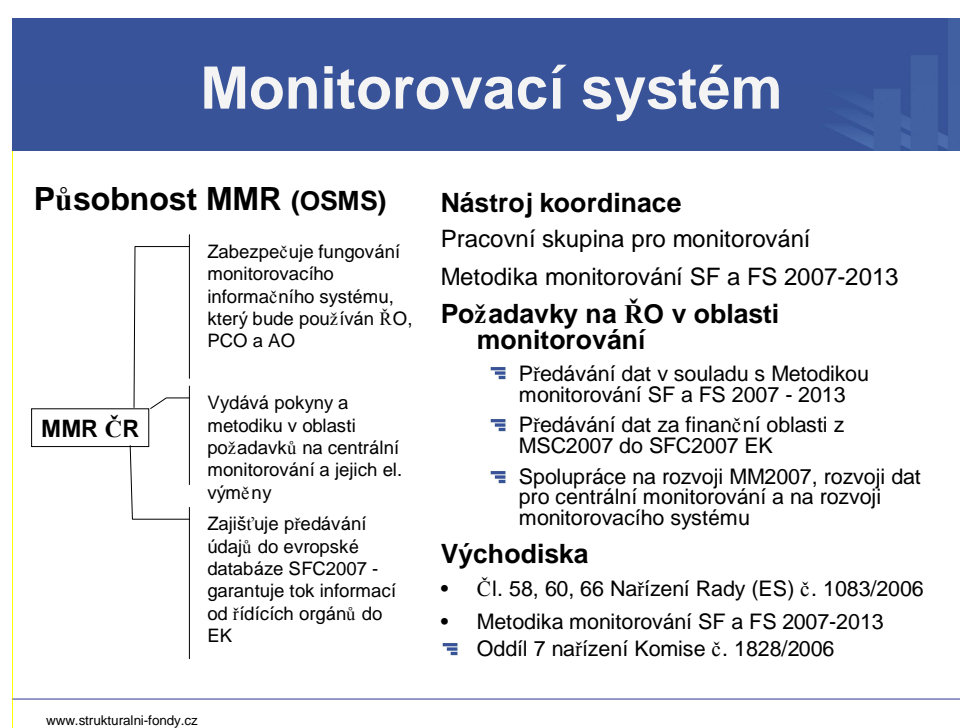 Monitorovací systém
Působnost MMR (OSMS)
MMR ČR
Zabezpečuje fungování
monitorovacího
informačního systému,
který bude používán ŘO,
PCO a AO
Vydává pokyny a
metodiku v oblasti
požadavků na centrální
monitorování a jejich el.
výměny
Zajišťuje předávání
údajů do evropské
databáze SFC2007 -
garantuje tok informací
od řídících orgánů do
EK
Nástroj koordinace
Pracovní skupina pro monitorování
Metodika monitorování SF a FS 2007-2013
Požadavky na ŘO v oblasti
monitorování
Předávání dat v souladu s Metodikou
monitorování SF a FS 2007 - 2013
Předávání dat za finanční oblasti z
MSC2007 do SFC2007 EK
Spolupráce na rozvoji MM2007, rozvoji dat
pro centrální monitorování a na rozvoji
monitorovacího systému
Východiska
• Čl. 58, 60, 66 Nařízení Rady (ES) č. 1083/2006
• Metodika monitorování SF a FS 2007-2013
Oddíl 7 nařízení Komise č. 1828/2006
www.strukturalni-fondy.cz